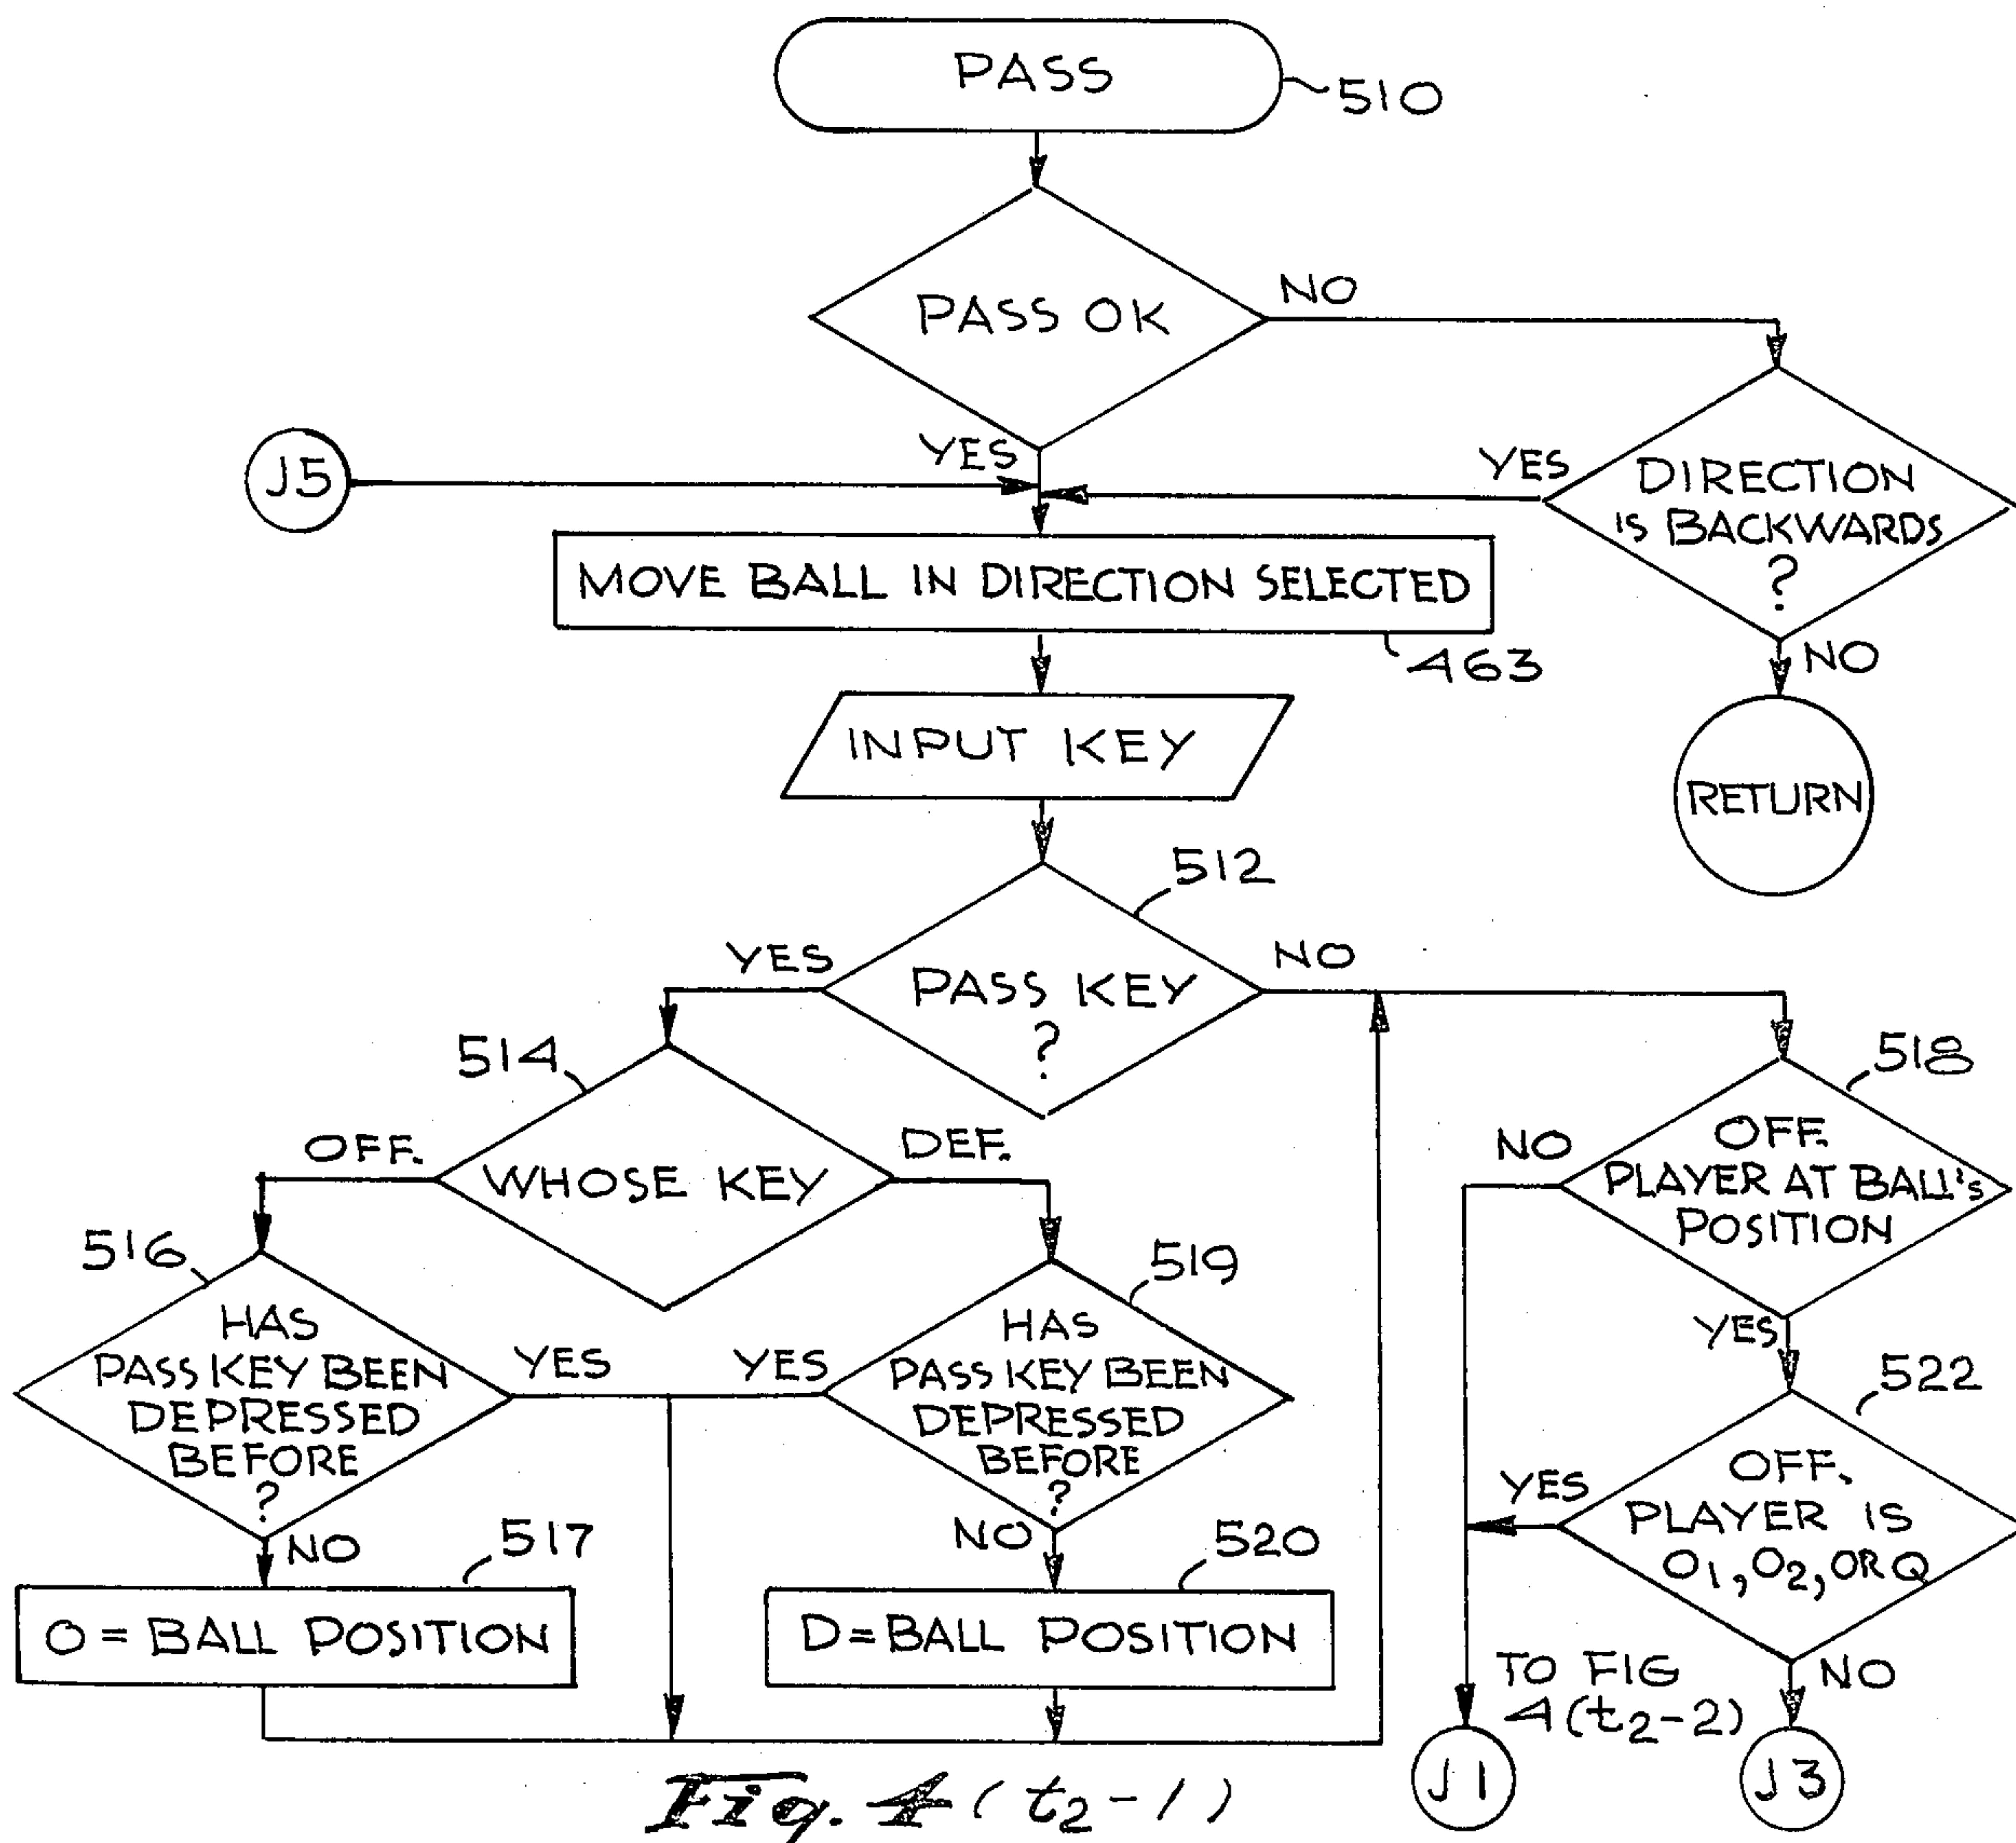 PASS
510
PASS OK
NO
YES
J5
YES
DIRECTION
IS BACKWARDS
?
MOVE BALL IN DIRECTION SELECTED
463
NO
INPUT KEY
RETURN
512
YES
PASS KEY
?
NO
514
518
OFF.
WHOSE KEY
DEF.
NO
OFF.
PLAYER AT BALL'S
POSITION
YES
516
HAS
PASS KEY BEEN
DEPRESSED
BEFORE
?
YES
519
YES
HAS
PASS KEY BEEN
DEPRESSED
BEFORE
?
522
YES
OFF.
PLAYER IS
O1, O2, OR Q
NO
517
NO
520
O = BALL POSITION
D = BALL POSITION
TO FIG
4(t2-2)
NO
J1
J3
Fig. 4 (t2-1)